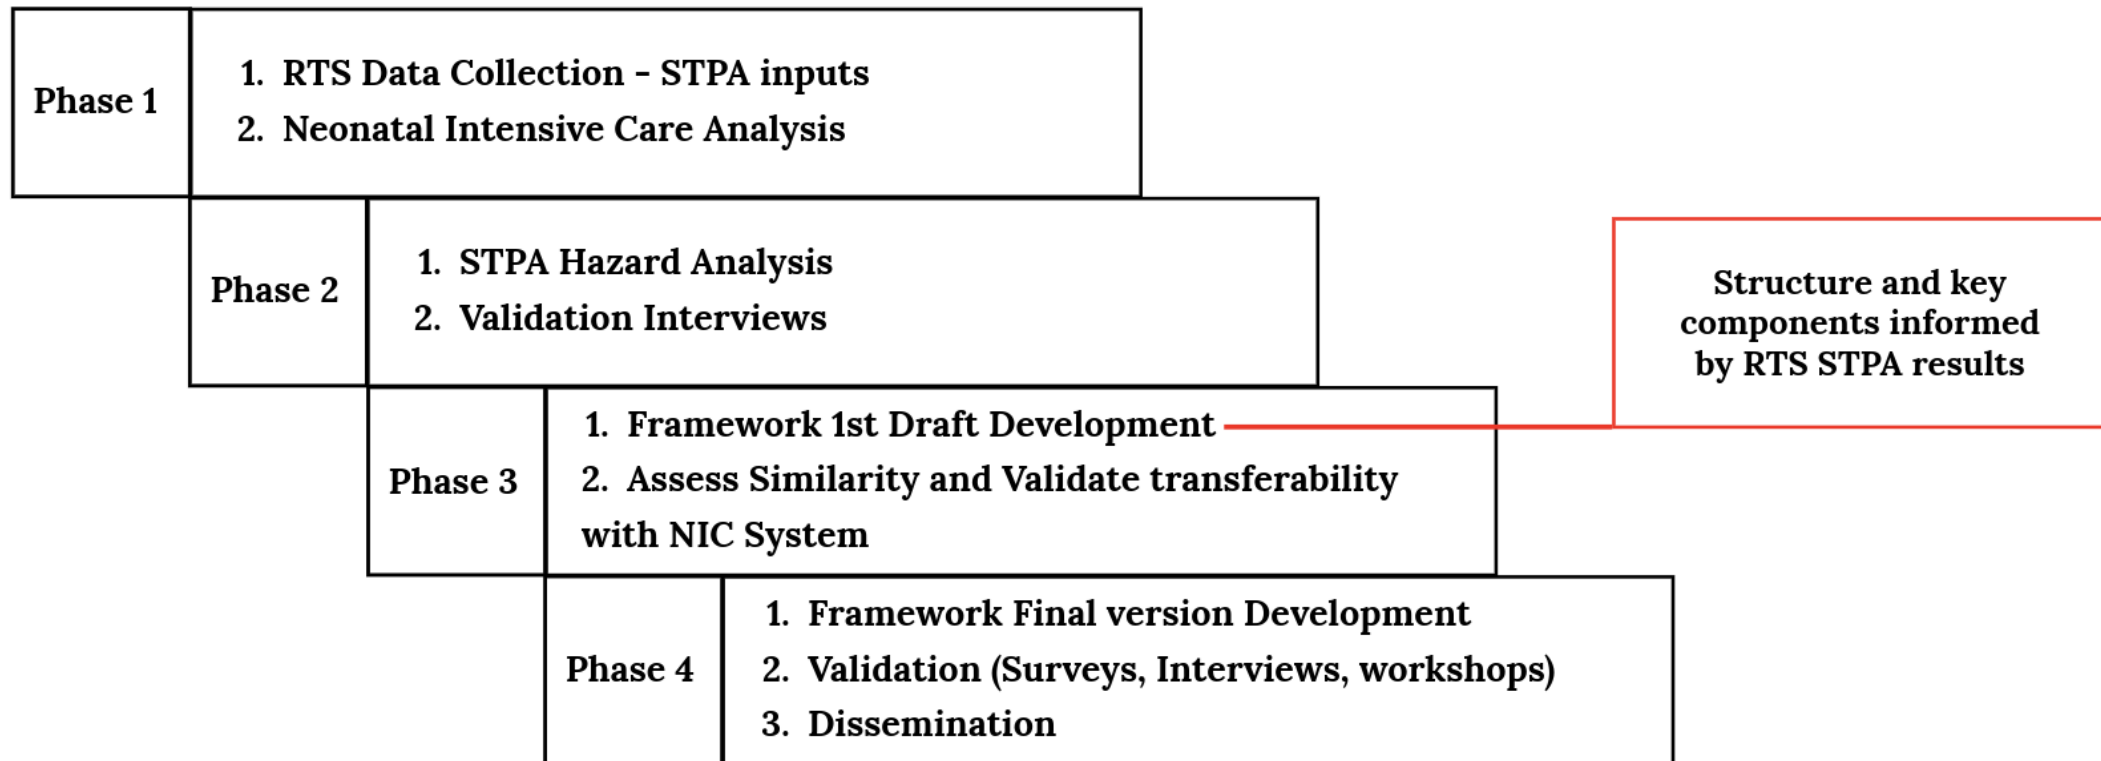 Phase 1
1. RTS Data Collection - STPA inputs
2. Neonatal Intensive Care Analysis
Phase 2
1. STPA Hazard Analysis
2. Validation Interviews
Structure and key
components informed
by RTS STPA results
Phase 3
1. Framework 1st Draft Development
2. Assess Similarity and Validate transferability
with NIC System
Phase 4
1. Framework Final version Development
2. Validation (Surveys, Interviews, workshops)
3. Dissemination